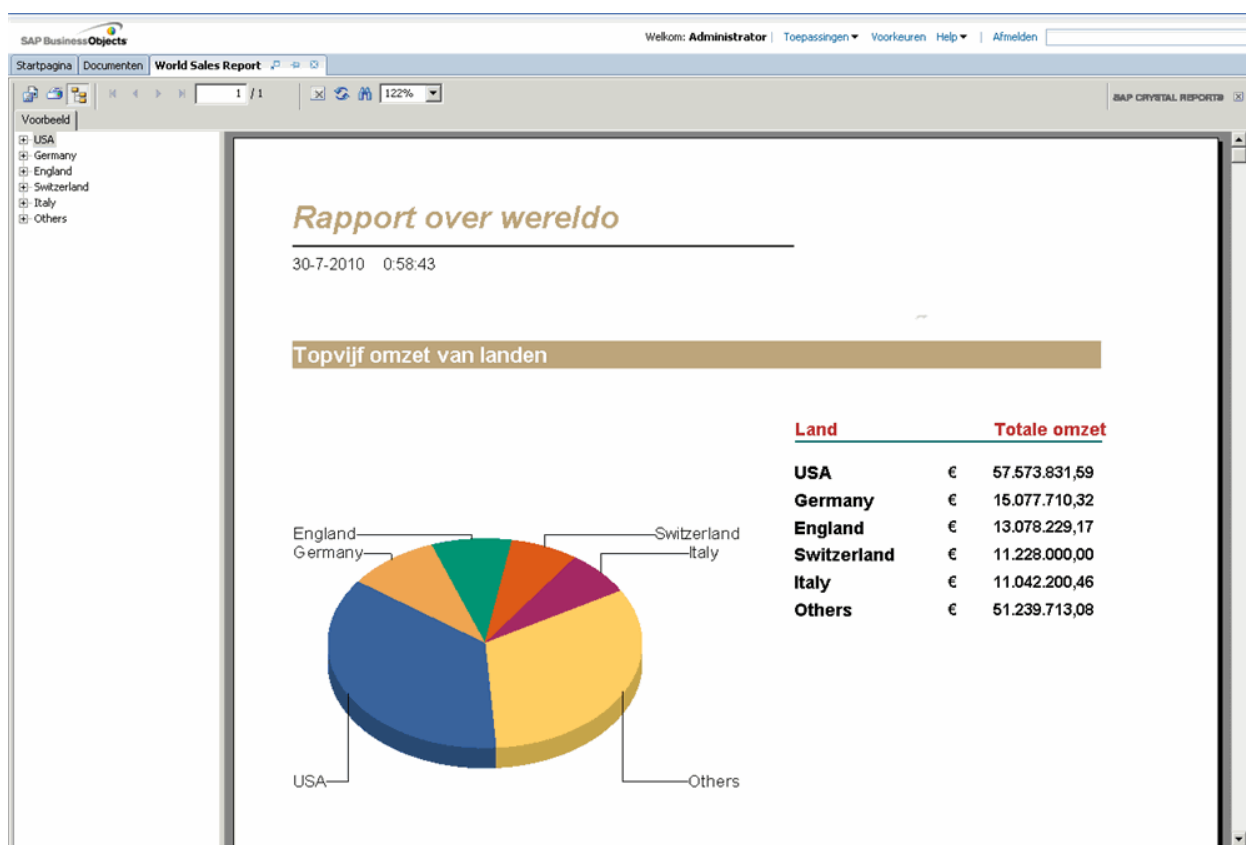 SAP BusinessObjects
Welkom: Administrator | Toepassingen Voorkeuren Help | Afmelden
Startpagina Documenten World Sales Report
1 / 1 122% SAP CRYSTAL REPORTS
Voorbeeld
USA
Germany
England
Switzerland
Italy
Others
Rapport over wereldo
30-7-2010 0:58:43
Topvijf omzet van landen
Land Totale omzet
USA € 57.573.831,59
Germany € 15.077.710,32
England € 13.078.229,17
Switzerland € 11.228.000,00
Italy € 11.042.200,46
Others € 51.239.713,08
England Switzerland
Germany Italy
USA Others